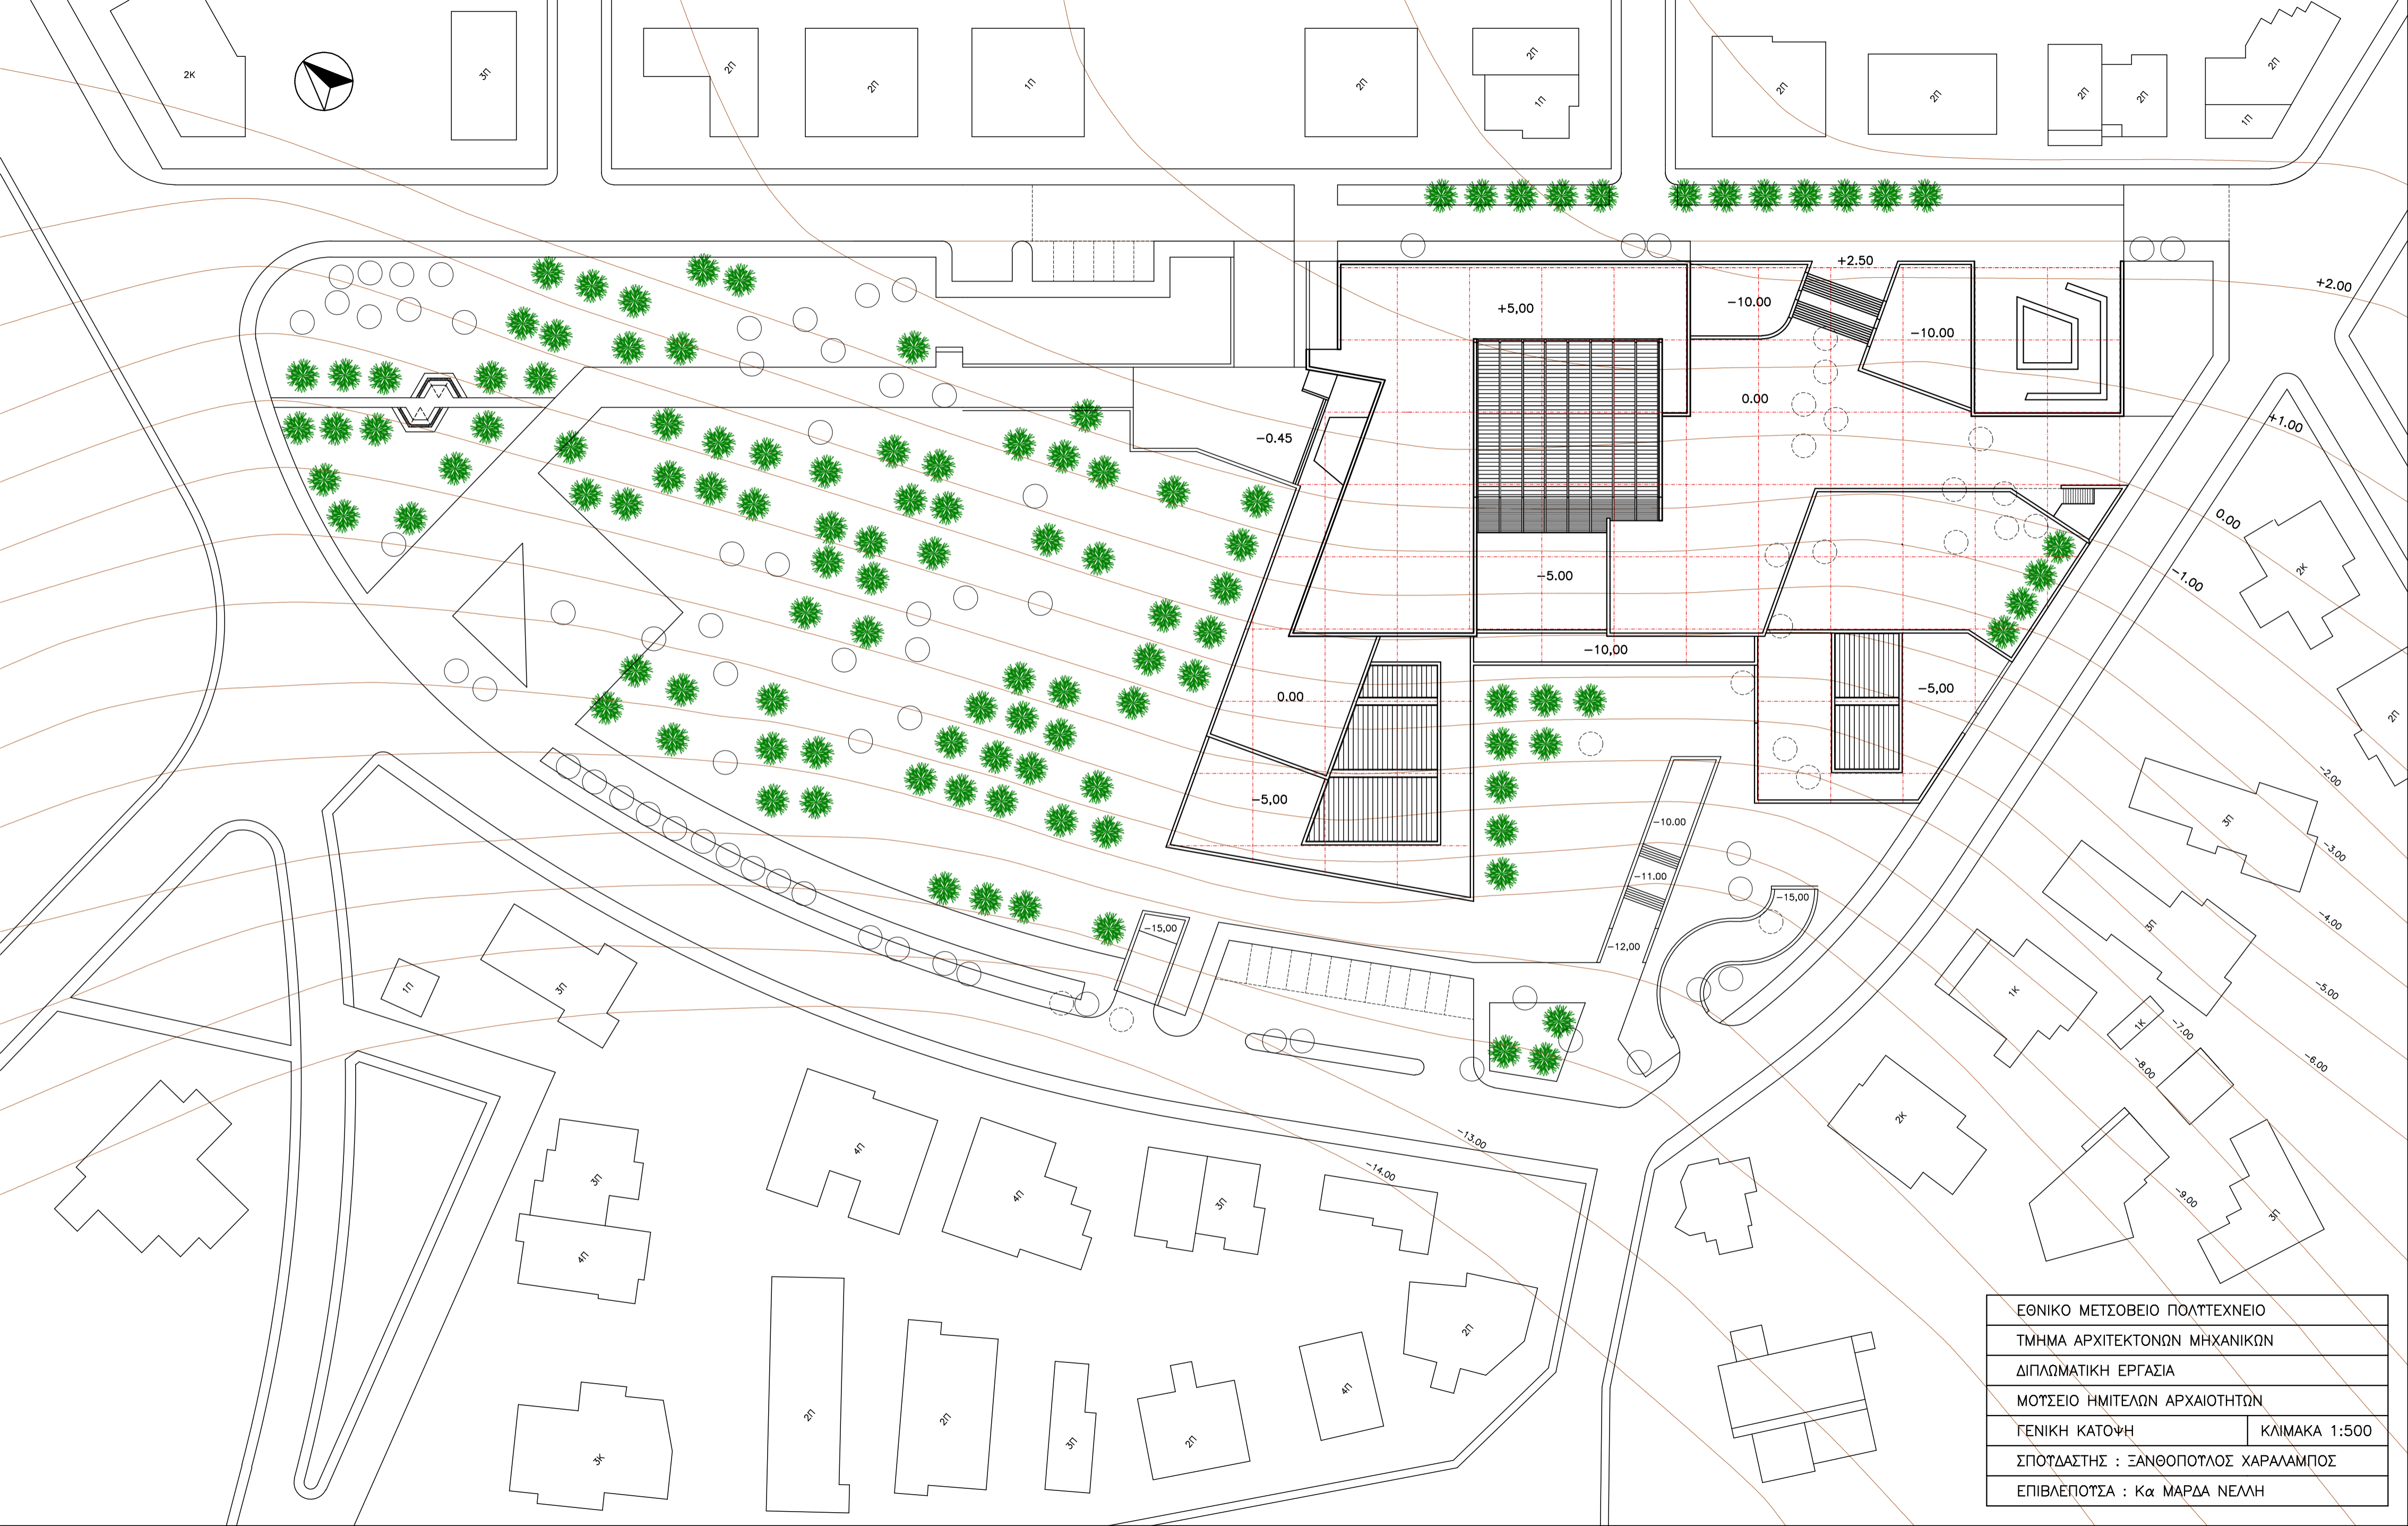 2Κ
3Π
2Π
2Π
1Π
2Π
2Π
1Π
2Π
2Π
2Π
2Π
2Π
1Π
+2.50
+2.00
+5,00
-10.00
-10.00
0.00
+1.00
-0.45
0.00
-5.00
-1.00
2Κ
-10,00
0.00
-5,00
2Π
-2.00
-5,00
-10.00
3Π
-3.00
-11.00
-15,00
-4.00
-15,00
3Π
-12,00
1Π
3Π
1Κ
-5.00
1Κ
-7.00
-6.00
-8.00
2Κ
-13.00
4Π
-14.00
3Π
4Π
3Π
-9.00
3Π
4Π
2Π
4Π
2Π
2Π
3Π
2Π
3Κ
ΕΘΝΙΚΟ ΜΕΤΣΟΒΕΙΟ ΠΟΛΥΤΕΧΝΕΙΟ
ΤΜΗΜΑ ΑΡΧΙΤΕΚΤΟΝΩΝ ΜΗΧΑΝΙΚΩΝ
ΔΙΠΛΩΜΑΤΙΚΗ ΕΡΓΑΣΙΑ
ΜΟΥΣΕΙΟ ΗΜΙΤΕΛΩΝ ΑΡΧΑΙΟΤΗΤΩΝ
ΓΕΝΙΚΗ ΚΑΤΟΨΗ ΚΛΙΜΑΚΑ 1:500
ΣΠΟΥΔΑΣΤΗΣ : ΞΑΝΘΟΠΟΥΛΟΣ ΧΑΡΑΛΑΜΠΟΣ
ΕΠΙΒΛΕΠΟΥΣΑ : Κα ΜΑΡΔΑ ΝΕΛΛΗ